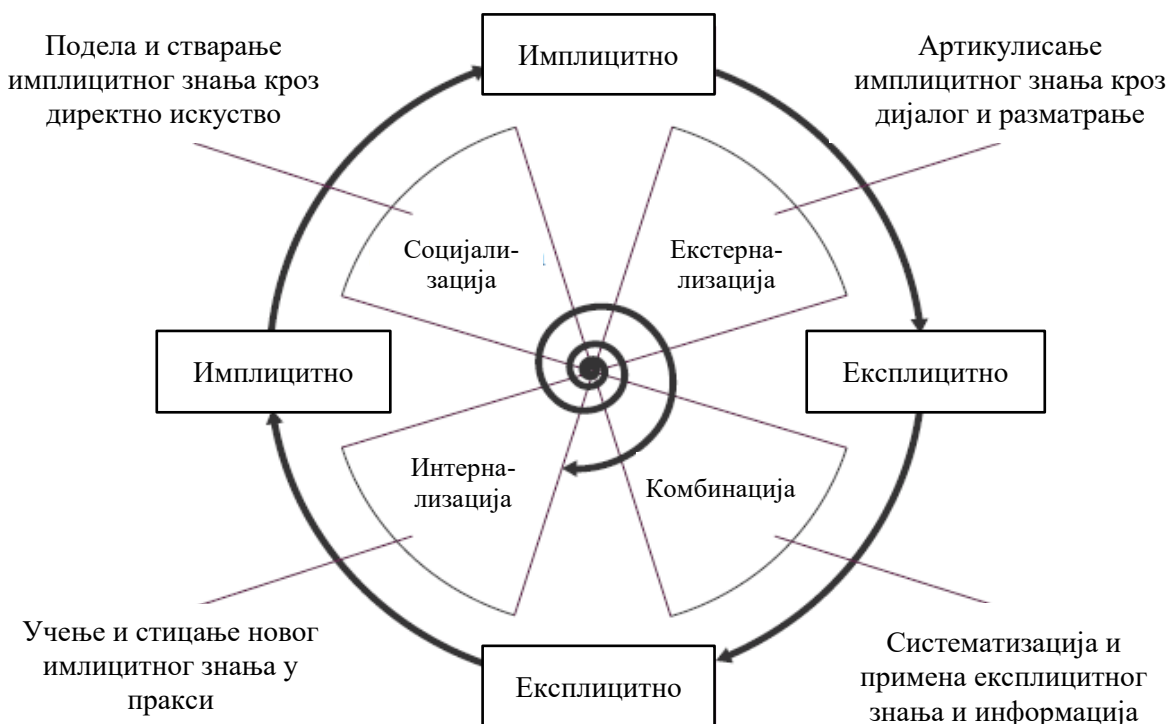 Подела и стварање
имплицитног знања кроз
директно искуство
Имплицитно
Артикулисање
имплицитног знања кроз
дијалог и разматрање
Социјали-
зација
Екстерна-
лизација
Имплицитно
Експлицитно
Интерна-
лизација
Комбинација
Учење и стицање новог
имлицитног знања у
пракси
Експлицитно
Систематизација и
примена експлицитног
знања и информација